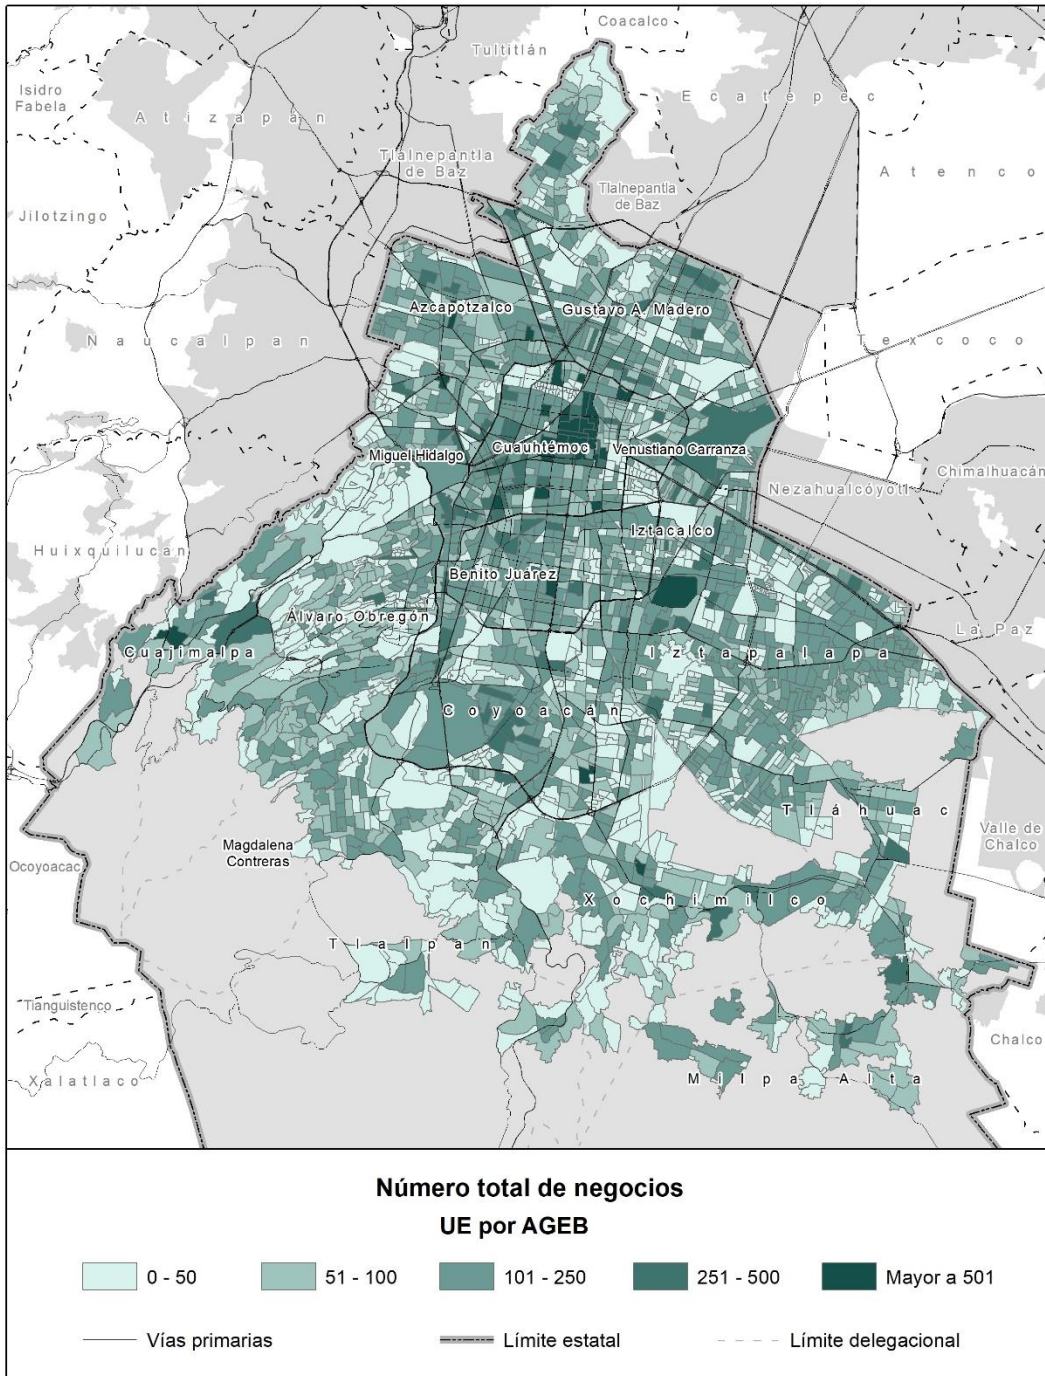 Coacalco
Tultitlán
Isidro
Fabela
Ecatepec
Atizapán
Tlalnepantla
de Baz
Atenco
Tlalnepantla
de Baz
Jilotzingo
Azcapotzalco
Gustavo A. Madero
Naucalpan
Texcoco
Cuauhtémoc
Miguel Hidalgo
Venustiano Carranza
Chimalhuacán
Nezahualcóyotl
Iztacalco
Huixquilucan
Benito Juárez
Álvaro Obregón
La Paz
Cuajimalpa
Iztapalapa
Coyoacán
Tláhuac
Valle de
Chalco
Magdalena
Contreras
Ocoyoacac
Xochimilco
Tlalpan
Tianguistenco
Chalco
Xalatlaco
Milpa Alta
Número total de negocios
UE por AGEB
0 - 50
51 - 100
101 - 250
251 - 500
Mayor a 501
Vías primarias
Límite estatal
Límite delegacional